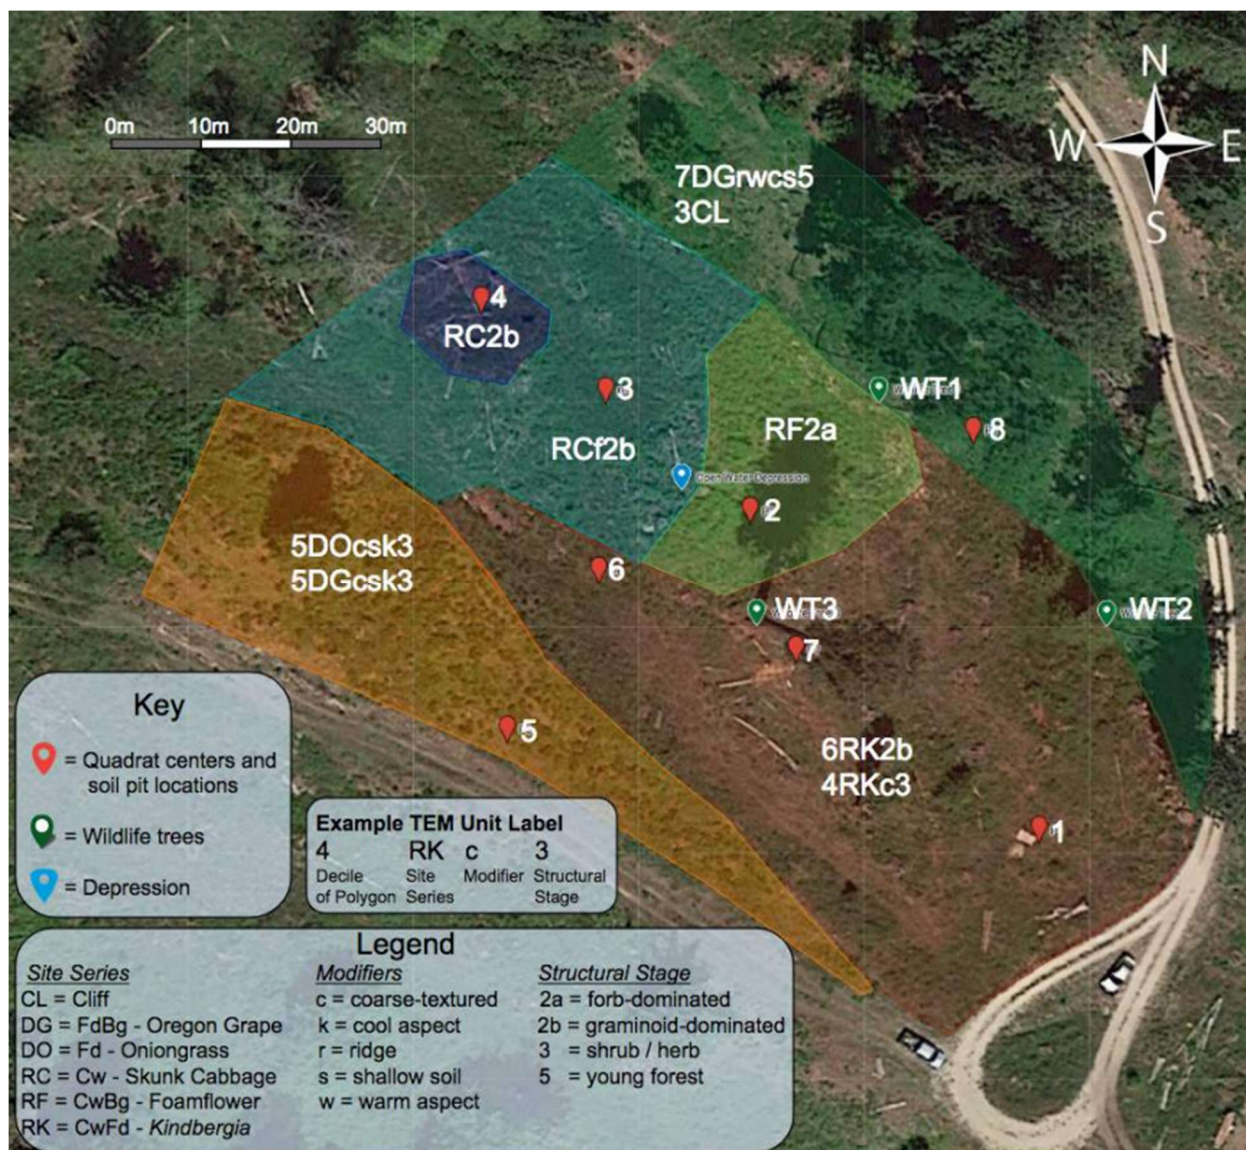 N
W E
S
0m 10m 20m 30m
7DGrwcs5
3CL
4
RC2b
3
RCf2b
WT1
8
RF2a
Open Water Depression
2
5DOcsk3
5DGcsk3
6
WT3
WT2
7
5
6RK2b
4RKc3
1
Key
= Quadrat centers and
soil pit locations
= Wildlife trees
= Depression
Example TEM Unit Label
4 RK c 3
Decile Site Modifier Structural
of Polygon Series Stage
Legend
Site Series Modifiers Structural Stage
CL = Cliff c = coarse-textured 2a = forb-dominated
DG = FdBg - Oregon Grape k = cool aspect 2b = graminoid-dominated
DO = Fd - Oniongrass r = ridge 3 = shrub / herb
RC = Cw - Skunk Cabbage s = shallow soil 5 = young forest
RF = CwBg - Foamflower w = warm aspect
RK = CwFd - Kindbergia